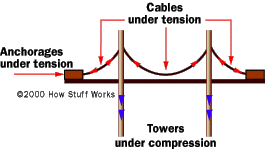 Cables
under tension
Anchorages
under tension
©2000 How Stuff Works
Towers
under compression